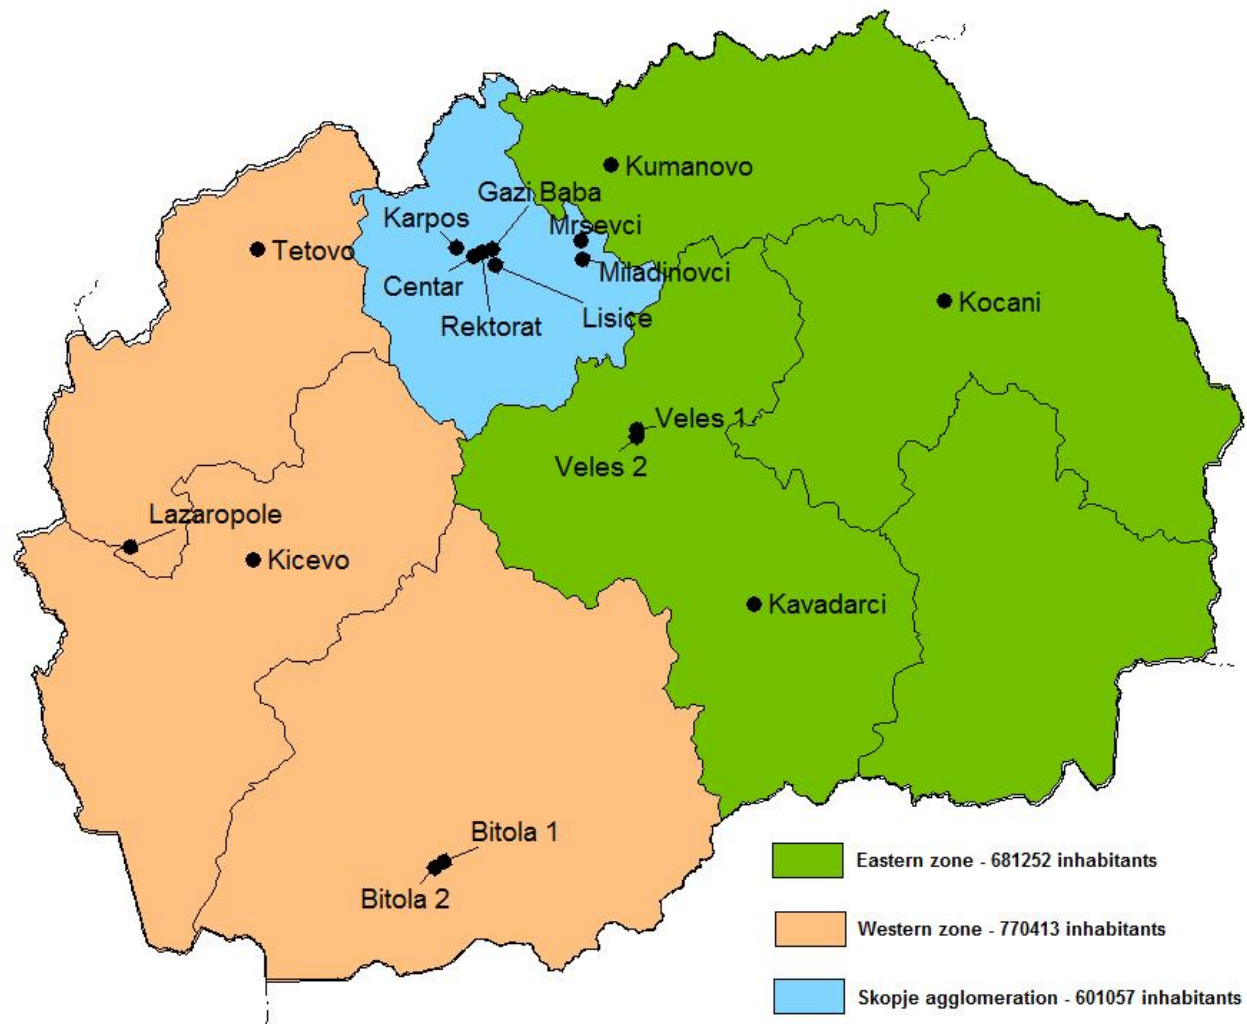 Kumanovo
Gazi Baba
Karpos
Mrsevci
Tetovo
Miladinovci
Centar
Kocani
Lisice
Rektorat
Veles 1
Veles 2
Lazaropole
Kicevo
Kavadarci
Bitola 1
Bitola 2
Eastern zone - 681252 inhabitants
Western zone - 770413 inhabitants
Skopje agglomeration - 601057 inhabitants